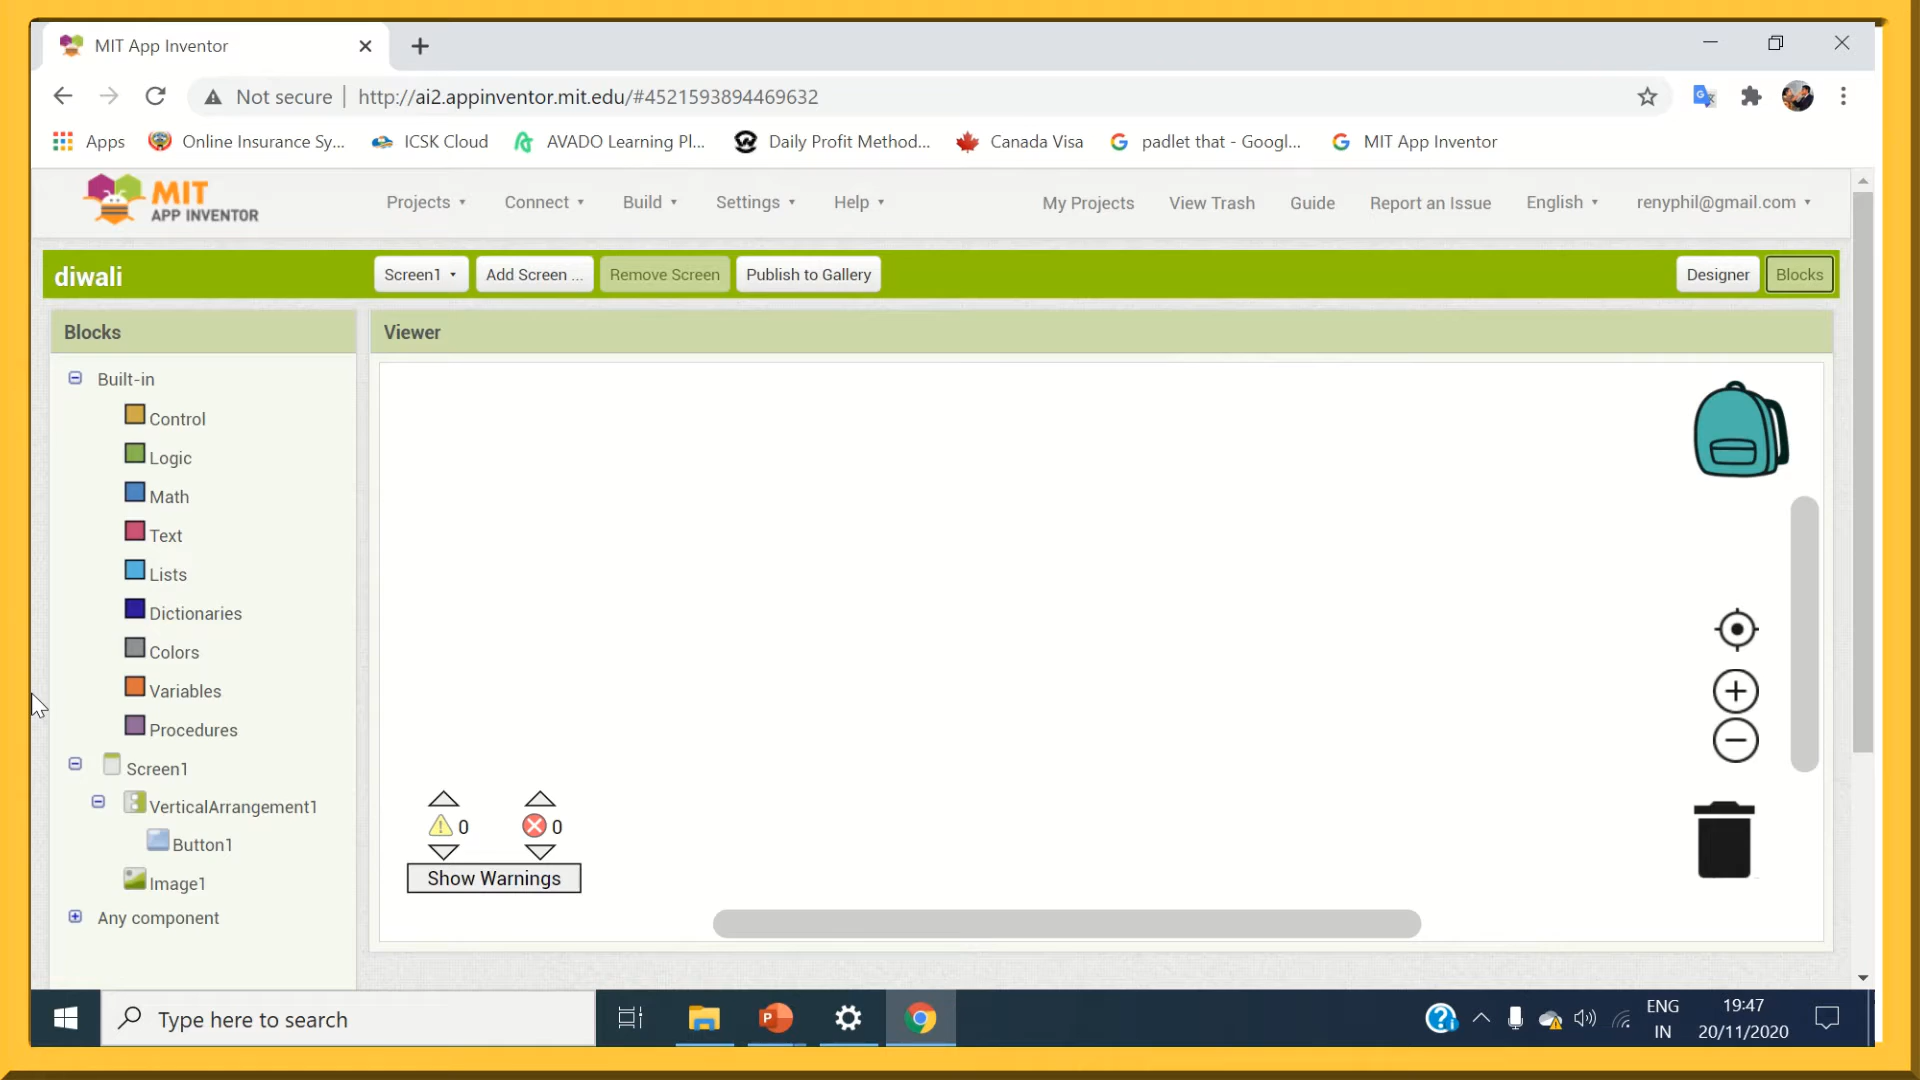 MIT App Inventor
Not secure http://ai2.appinventor.mit.edu/#4521593894469632
Apps Online Insurance Sy... ICSK Cloud AVADO Learning Pl... Daily Profit Method... Canada Visa padlet that - Googl... MIT App Inventor
MIT APP INVENTOR
Projects Connect Build Settings Help My Projects View Trash Guide Report an Issue English renyphil@gmail.com
diwali Screen1 Add Screen ... Remove Screen Publish to Gallery Designer Blocks
Blocks Viewer
Built-in
Control
Logic
Math
Text
Lists
Dictionaries
Colors
Variables
Procedures
Screen1
VerticalArrangement1
Button1
Image1
Any component
0 0
Show Warnings
Type here to search
ENG 19:47
IN 20/11/2020